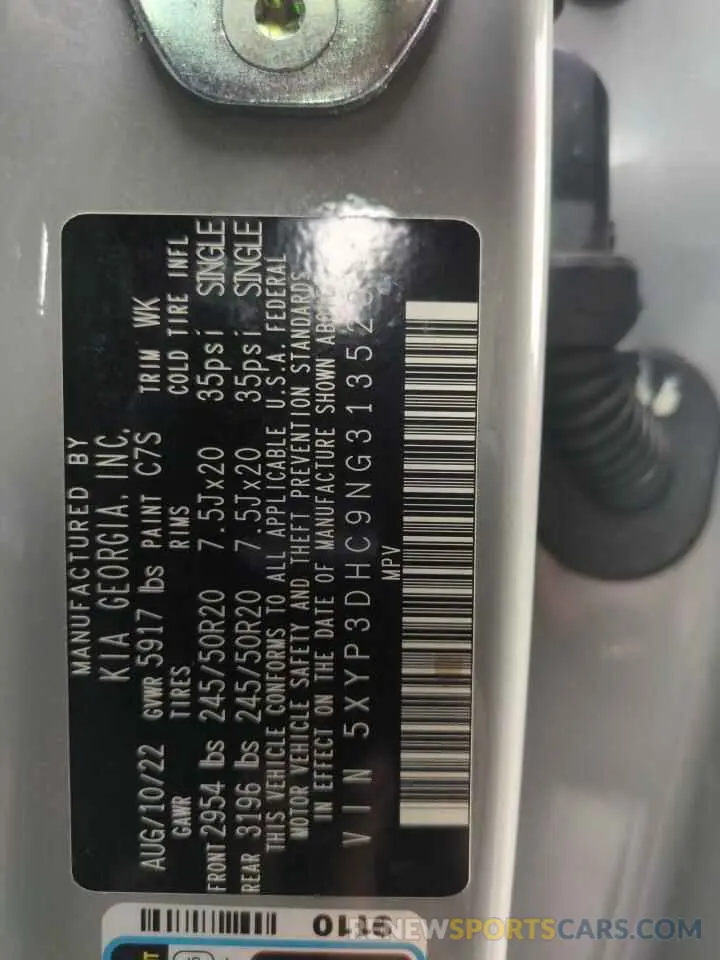 MANUFACTURED BY
KIA GEORGIA, INC.
AUG/10/22 GVWR 5917 lbs PAINT C7S TRIM WK
GAWR TIRES RIMS COLD TIRE INFL
FRONT 2954 lbs 245/50R20 7.5Jx20 35psi SINGLE
REAR 3196 lbs 245/50R20 7.5Jx20 35psi SINGLE
THIS VEHICLE CONFORMS TO ALL APPLICABLE U.S.A. FEDERAL
MOTOR VEHICLE SAFETY AND THEFT PREVENTION STANDARDS
IN EFFECT ON THE DATE OF MANUFACTURE SHOWN
VIN 5XYP3DHC9NG31352
MPV
9110
RENEWSPORTSCARS.COM